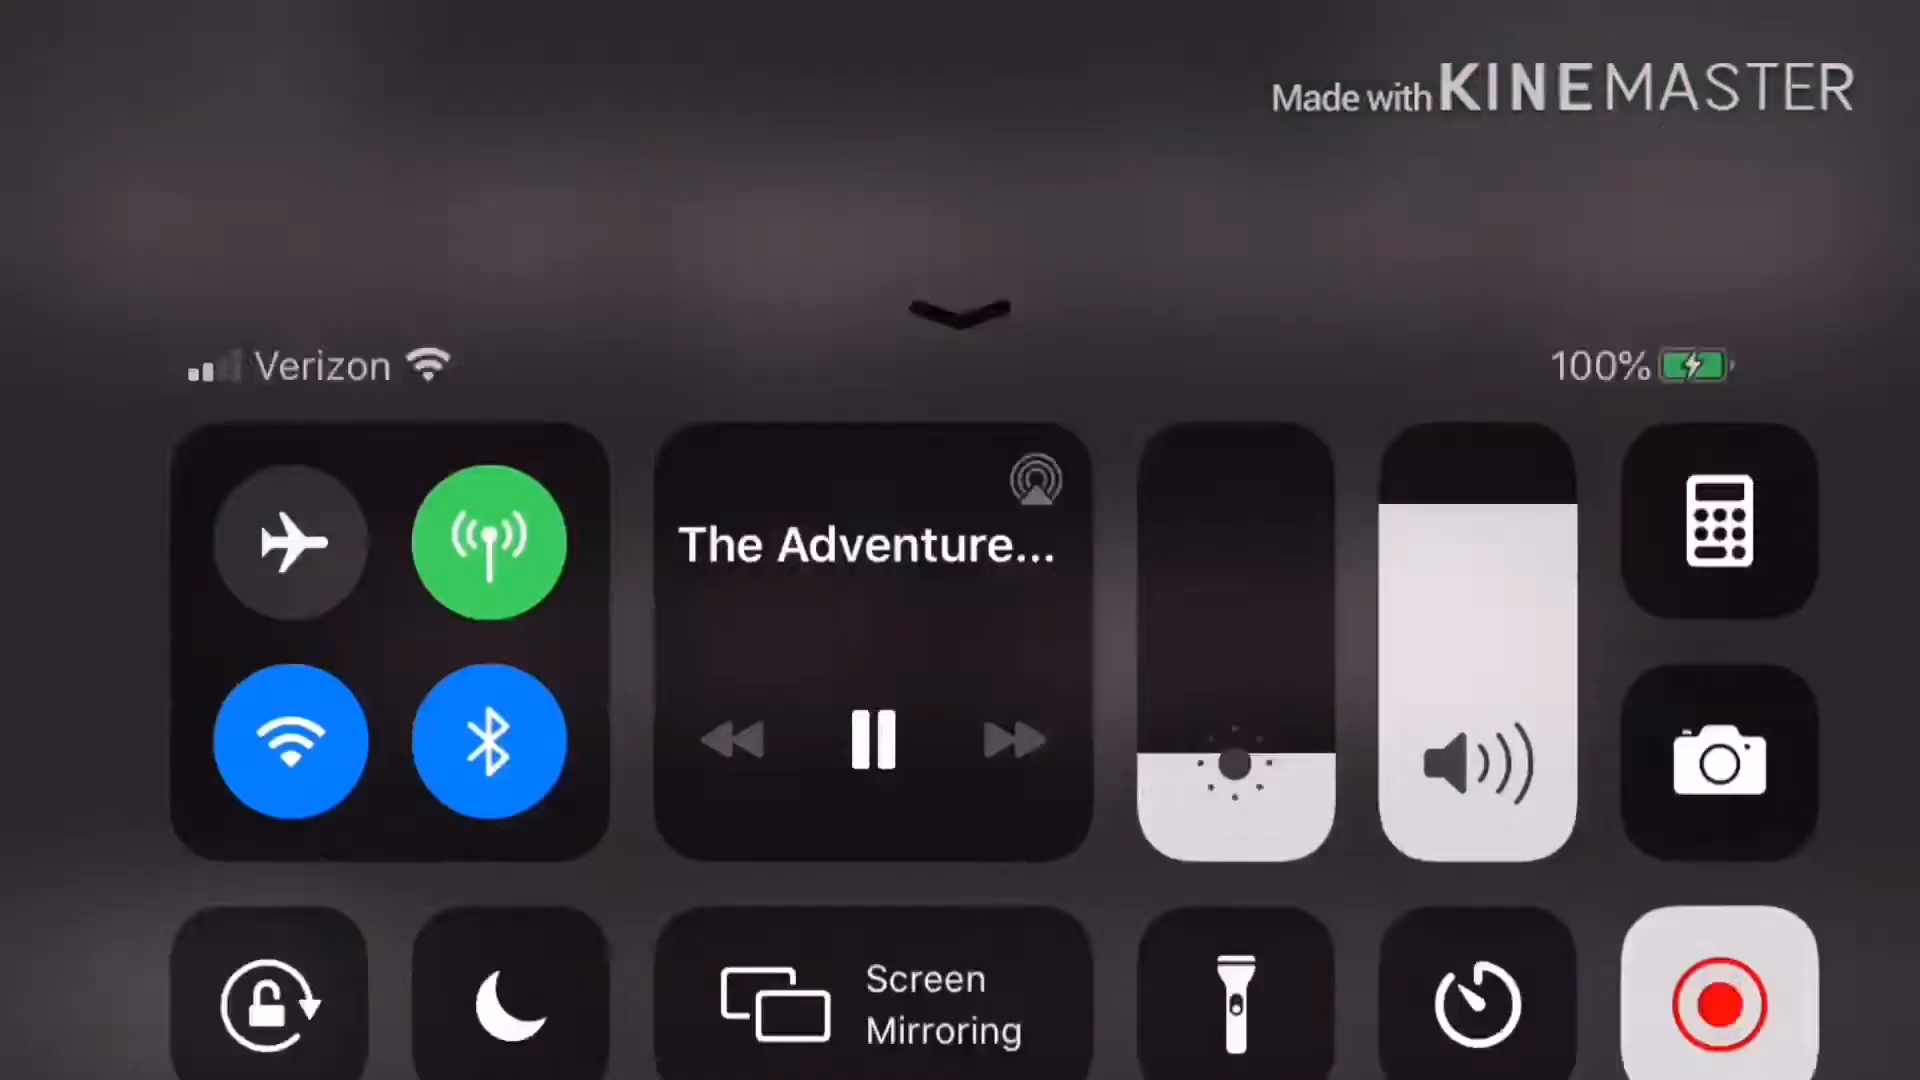 Made with KINEMASTER
Verizon
100%
The Adventure...
Screen
Mirroring